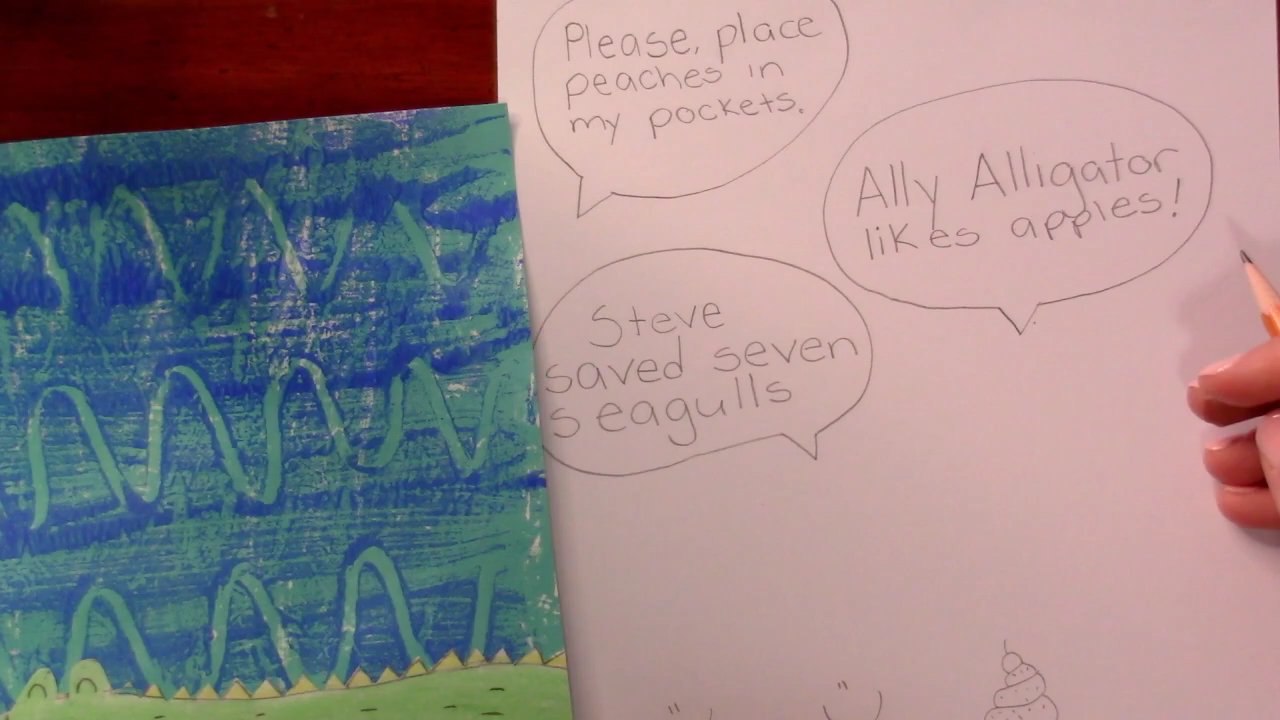 Please, place
peaches in
my pockets.
Ally Alligator
likes apples!
Steve
saved seven
seagulls